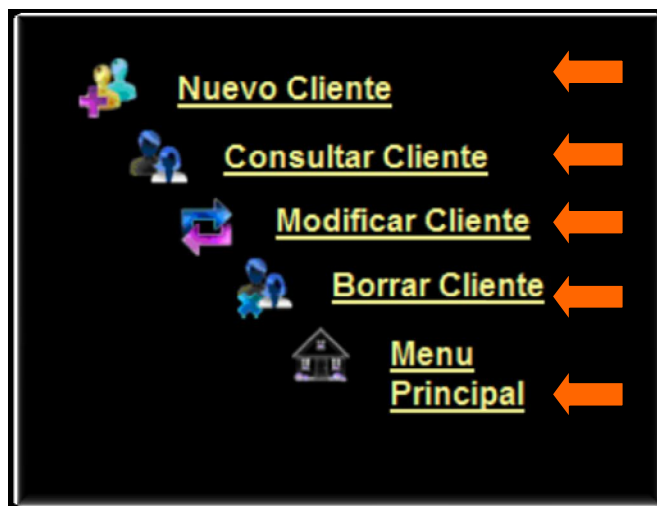 Nuevo Cliente
Consultar Cliente
Modificar Cliente
Borrar Cliente
Menu
Principal